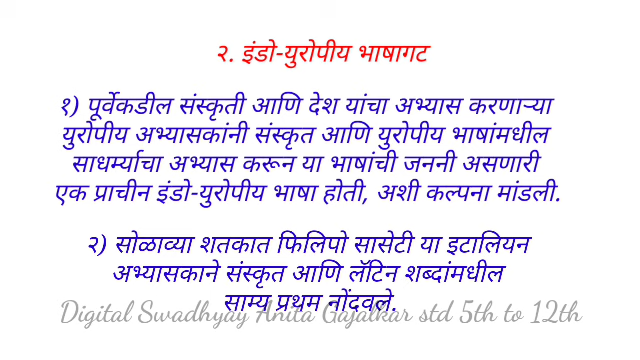 २. इंडो-युरोपीय भाषागट
१) पूर्वेकडील संस्कृती आणि देश यांचा अभ्यास करणाऱ्या
युरोपीय अभ्यासकांनी संस्कृत आणि युरोपीय भाषांमधील
साधर्म्याचा अभ्यास करून या भाषांची जननी असणारी
एक प्राचीन इंडो-युरोपीय भाषा होती, अशी कल्पना मांडली.
२) सोळाव्या शतकात फिलिपो सासेटी या इटालियन
अभ्यासकाने संस्कृत आणि लॅटिन शब्दांमधील
साम्य प्रथम नोंदवले.
Digital Swadhyay Anita Gajalkar std 5th to 12th